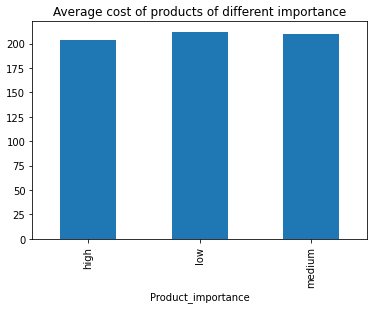 Average cost of products of different importance
200
175
150
125
100
75
50
25
0
high
low
medium
Product_importance